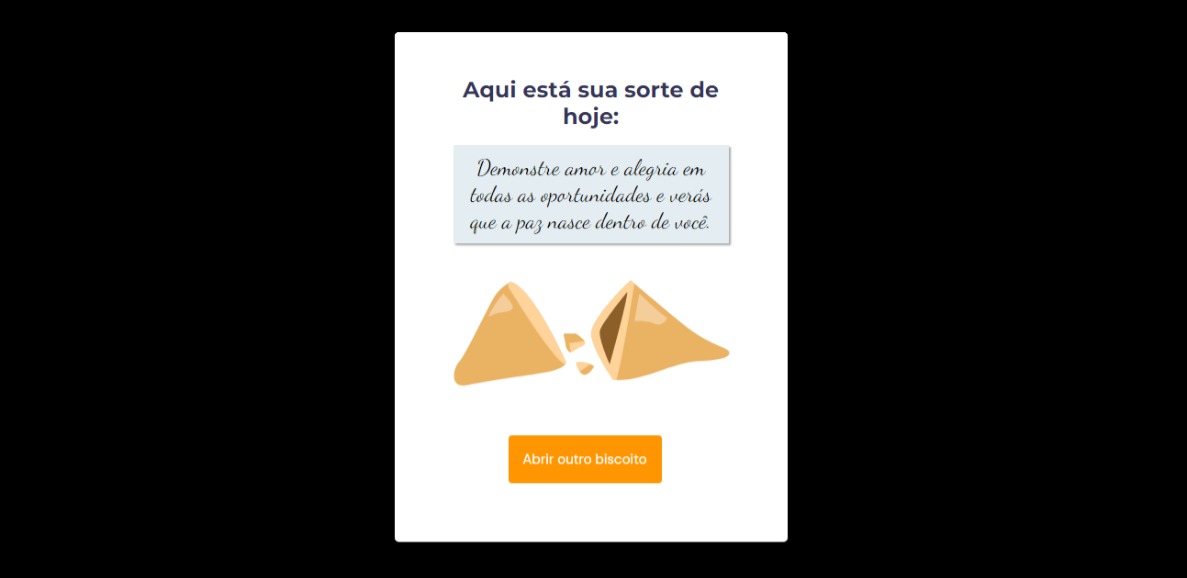 Aqui está sua sorte de
hoje:
Demonstre amor e alegria em
todas as oportunidades e verás
que a paz nasce dentro de você.
Abrir outro biscoito